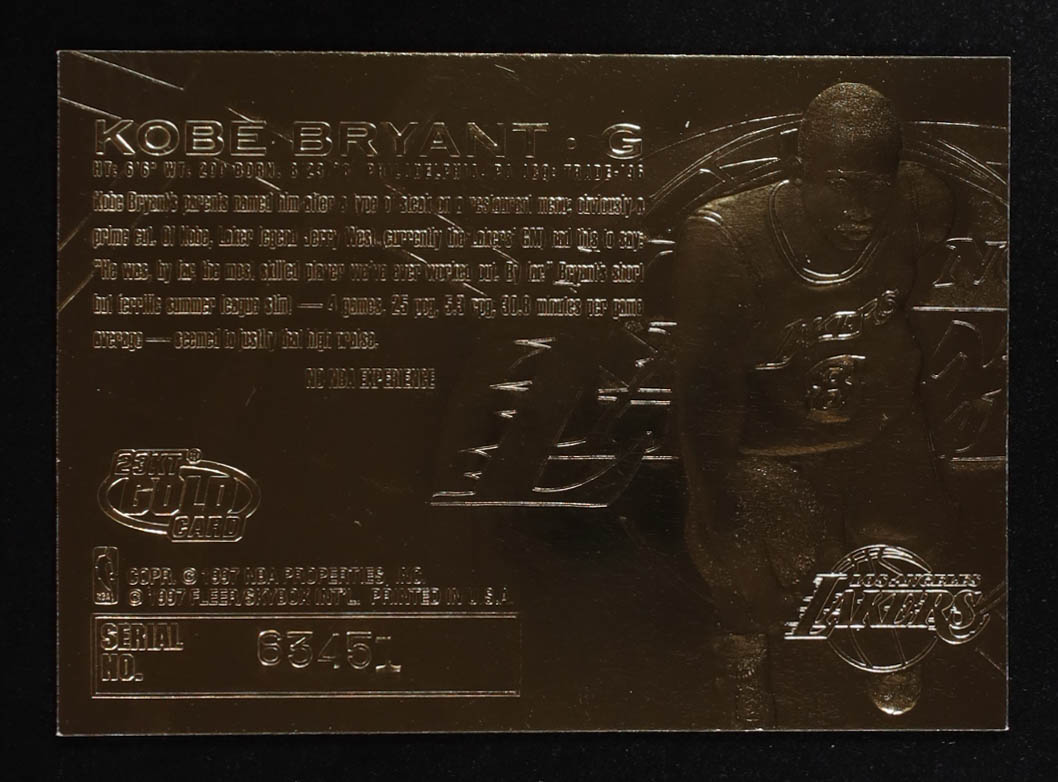 KOBE BRYANT • G
HT: 6'6" WT: 200 BORN: 8 23 78 PHILADELPHIA, PA ACQ: TRADE-'96
Kobe Bryant's parents named him after a type of steak on a restaurant menu; obviously a
prime cut. Of Kobe, Laker legend Jerry West, currently the Lakers' GM, had this to say:
"He was, by far the most skilled player we've ever worked out. By far." Bryant's short
but terrific summer league stint — 4 games, 25 ppg, 5.3 rpg, 30.8 minutes per game
average — seemed to justify that high praise.
NO NBA EXPERIENCE
LAKERS
8
23KT®
GOLD
CARD
NBA
COPR. © 1997 NBA PROPERTIES, INC.
© 1997 FLEER/SKYBOX INT'L. PRINTED IN U.S.A.
LOS ANGELES
LAKERS
SERIAL
NO.
63451